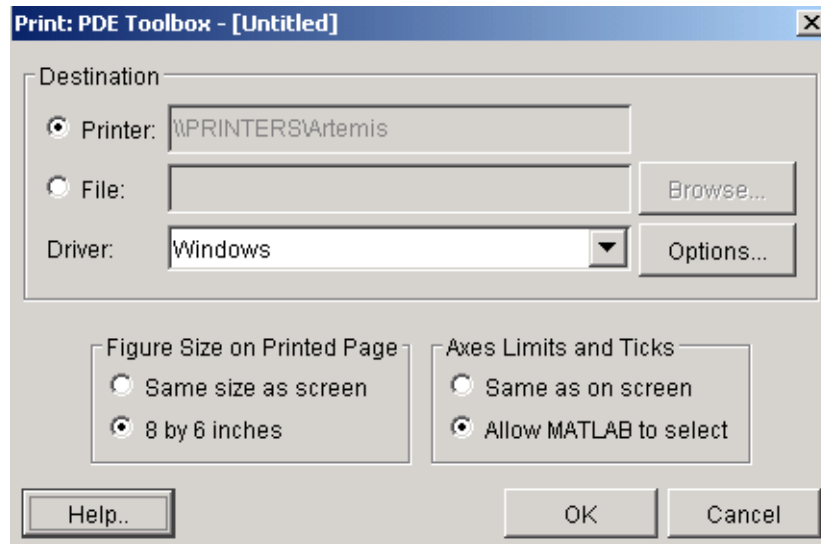 Print: PDE Toolbox - [Untitled]
Destination
Printer: \\PRINTERS\Artemis
File: Browse...
Driver: Windows Options...
Figure Size on Printed Page
Same size as screen
8 by 6 inches
Axes Limits and Ticks
Same as on screen
Allow MATLAB to select
Help.. OK Cancel